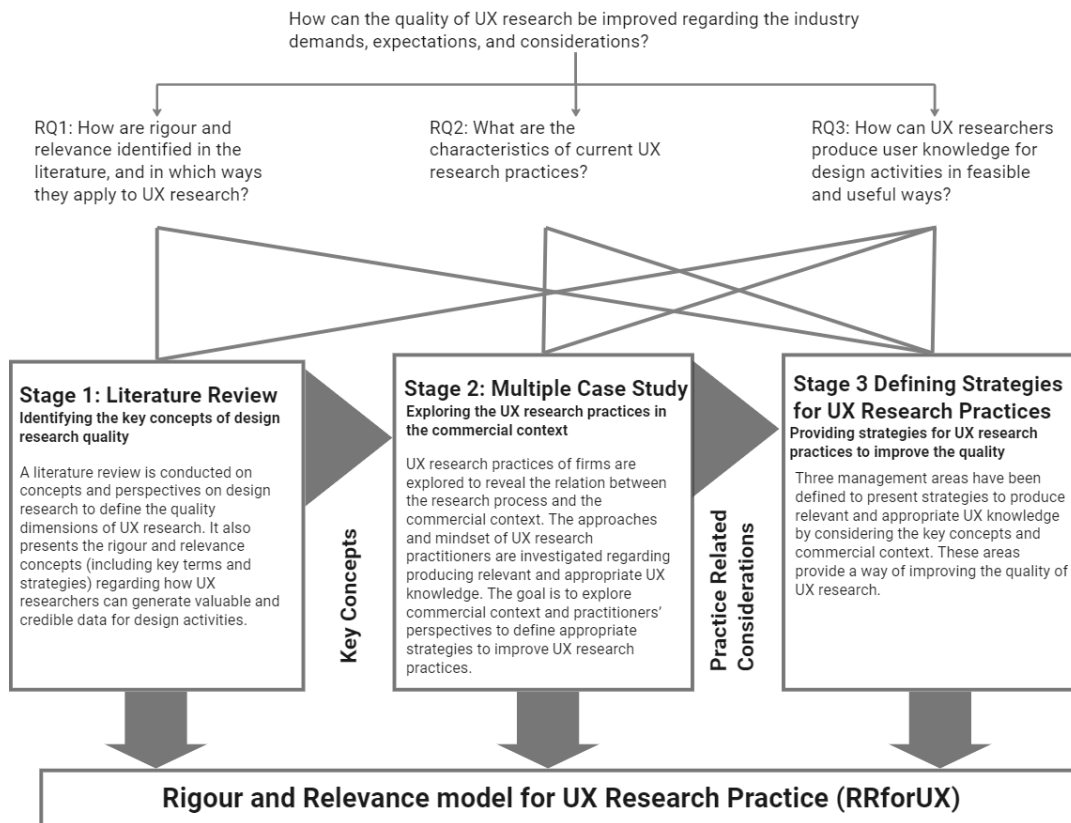 How can the quality of UX research be improved regarding the industry
demands, expectations, and considerations?
RQ1: How are rigour and
relevance identified in the
literature, and in which ways
they apply to UX research?
RQ2: What are the
characteristics of current UX
research practices?
RQ3: How can UX researchers
produce user knowledge for
design activities in feasible
and useful ways?
Stage 1: Literature Review
Identifying the key concepts of design
research quality
A literature review is conducted on
concepts and perspectives on design
research to define the quality
dimensions of UX research. It also
presents the rigour and relevance
concepts (including key terms and
strategies) regarding how UX
researchers can generate valuable and
credible data for design activities.
Key Concepts
Stage 2: Multiple Case Study
Exploring the UX research practices in
the commercial context
UX research practices of firms are
explored to reveal the relation between
the research process and the
commercial context. The approaches
and mindset of UX research
practitioners are investigated regarding
producing relevant and appropriate UX
knowledge. The goal is to explore
commercial context and practitioners’
perspectives to define appropriate
strategies to improve UX research
practices.
Practice Related
Considerations
Stage 3 Defining Strategies
for UX Research Practices
Providing strategies for UX research
practices to improve the quality
Three management areas have been
defined to present strategies to produce
relevant and appropriate UX knowledge
by considering the key concepts and
commercial context. These areas
provide a way of improving the quality of
UX research.
Rigour and Relevance model for UX Research Practice (RRforUX)